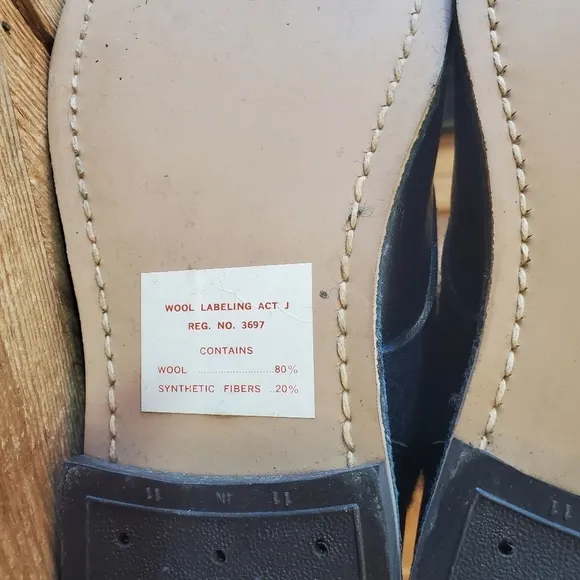 WOOL LABELING ACT J
REG. NO. 3697
CONTAINS
WOOL ..........................80%
SYNTHETIC FIBERS ..20%
11 11
11